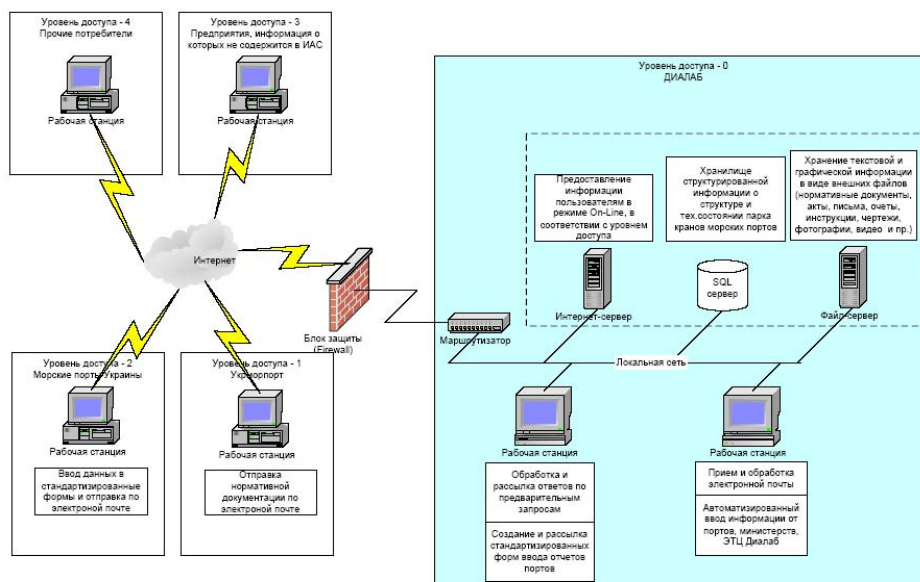 Уровень доступа - 4
Прочие потребители
Рабочая станция
Уровень доступа - 3
Предприятия, информация о
которых не содержится в ИАС
Рабочая станция
Интернет
Блок защиты
(Firewall)
Уровень доступа - 2
Морские порты Украины
Рабочая станция
Ввод данных в
стандартизированные
формы и отправка по
электроной почте
Уровень доступа - 1
Укрморпорт
Рабочая станция
Отправка
нормативной
документации по
электроной почте
Уровень доступа - 0
ДИАЛАБ
Предоставление
информации
пользователям в
режиме On-Line, в
соответствии с уровнем
доступа
Интернет-сервер
Хранилище
структурированной
информации о
структуре и
тех.состоянии парка
кранов морских портов
SQL
сервер
Хранение текстовой и
графической информации
в виде внешних файлов
(нормативные документы,
акты, письма, очеты,
инструкции, чертежи,
фотографии, видео и пр.)
Файл-сервер
Маршрутизатор
Локальная сеть
Рабочая станция
Обработка и
рассылка ответов по
предварительным
запросам
Создание и рассылка
стандартизированных
форм ввода отчетов
портов
Рабочая станция
Прием и обработка
электронной почты
Автоматизированный
ввод информации от
портов, министерств,
ЭТЦ Диалаб